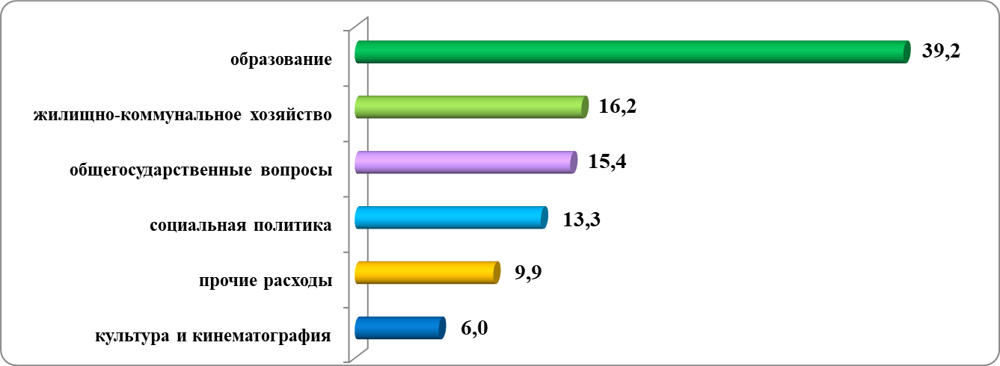 образование 39,2
жилищно-коммунальное хозяйство 16,2
общегосударственные вопросы 15,4
социальная политика 13,3
прочие расходы 9,9
культура и кинематография 6,0